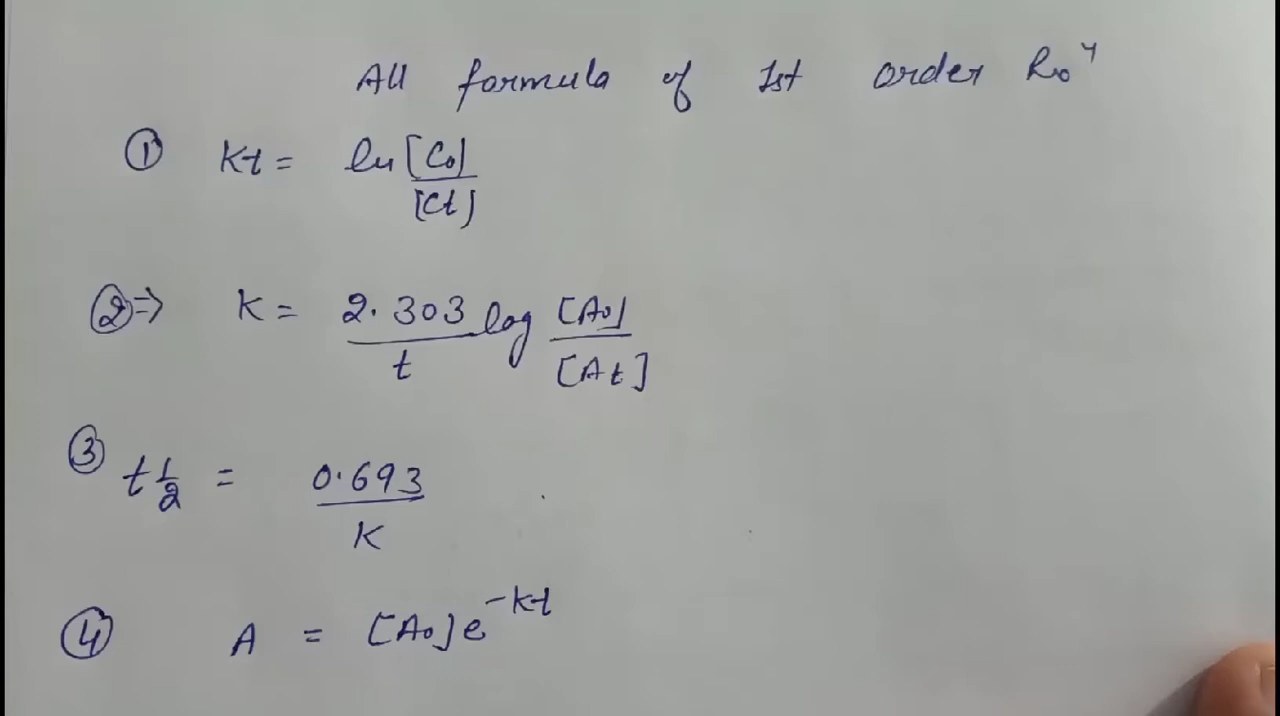 All formula of 1st order Rxn
① Kt = ln [C₀]/[Ct]
②⇒ K = 2.303/t log [A₀]/[At]
③ t½ = 0.693/K
④ A = [A₀]e^-Kt